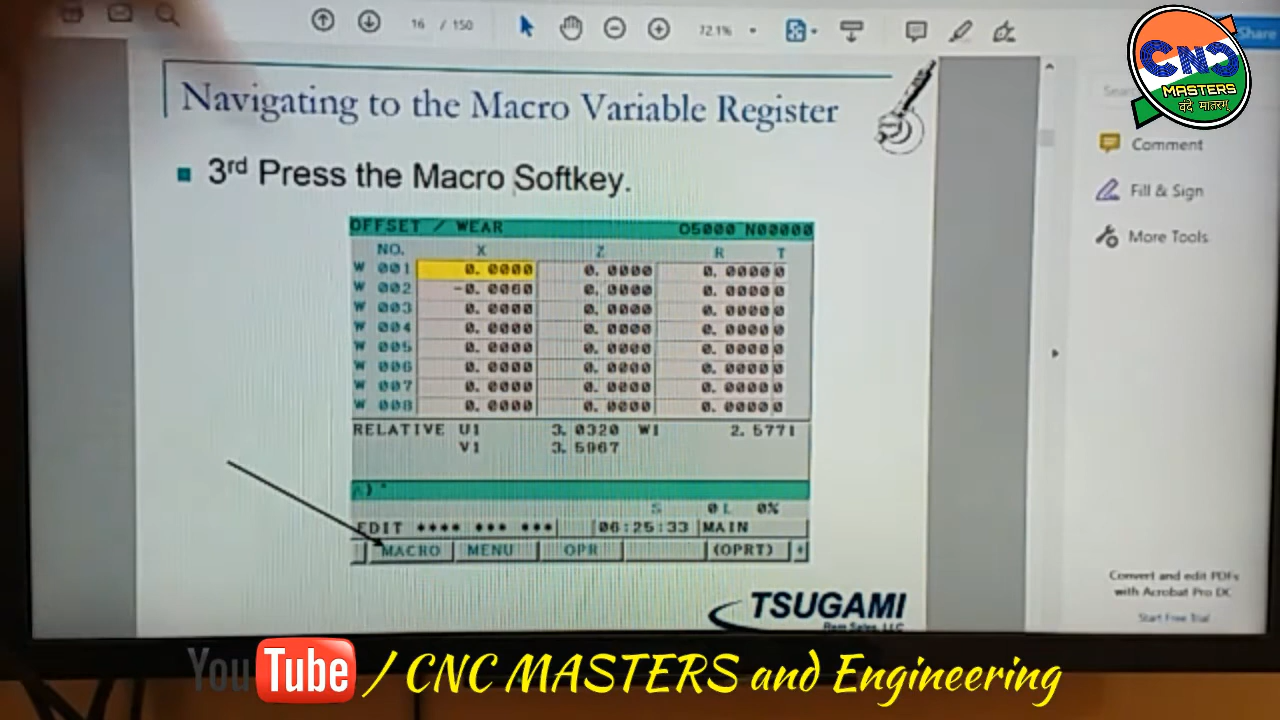 16 / 150
72.1%
Share
CNC
MASTERS
वंदे मातरम्
Navigating to the Macro Variable Register
Comment
Fill & Sign
More Tools
■ 3rd Press the Macro Softkey.
OFFSET / WEAR O5000 N00000
NO. X Z R T
W 001 0.0000 0.0000 0.0000 0
W 002 -0.0060 0.0000 0.0000 0
W 003 0.0000 0.0000 0.0000 0
W 004 0.0000 0.0000 0.0000 0
W 005 0.0000 0.0000 0.0000 0
W 006 0.0000 0.0000 0.0000 0
W 007 0.0000 0.0000 0.0000 0
W 008 0.0000 0.0000 0.0000 0
RELATIVE U1 3.0320 W1 2.5771
V1 3.5967
A)^
S 0 L 0%
EDIT **** *** *** 06:25:33 MAIN
MACRO MENU OPR (OPRT) +
TSUGAMI
Rem Sales, LLC
Convert and edit PDFs
with Acrobat Pro DC
Start Free Trial
YouTube / CNC MASTERS and Engineering